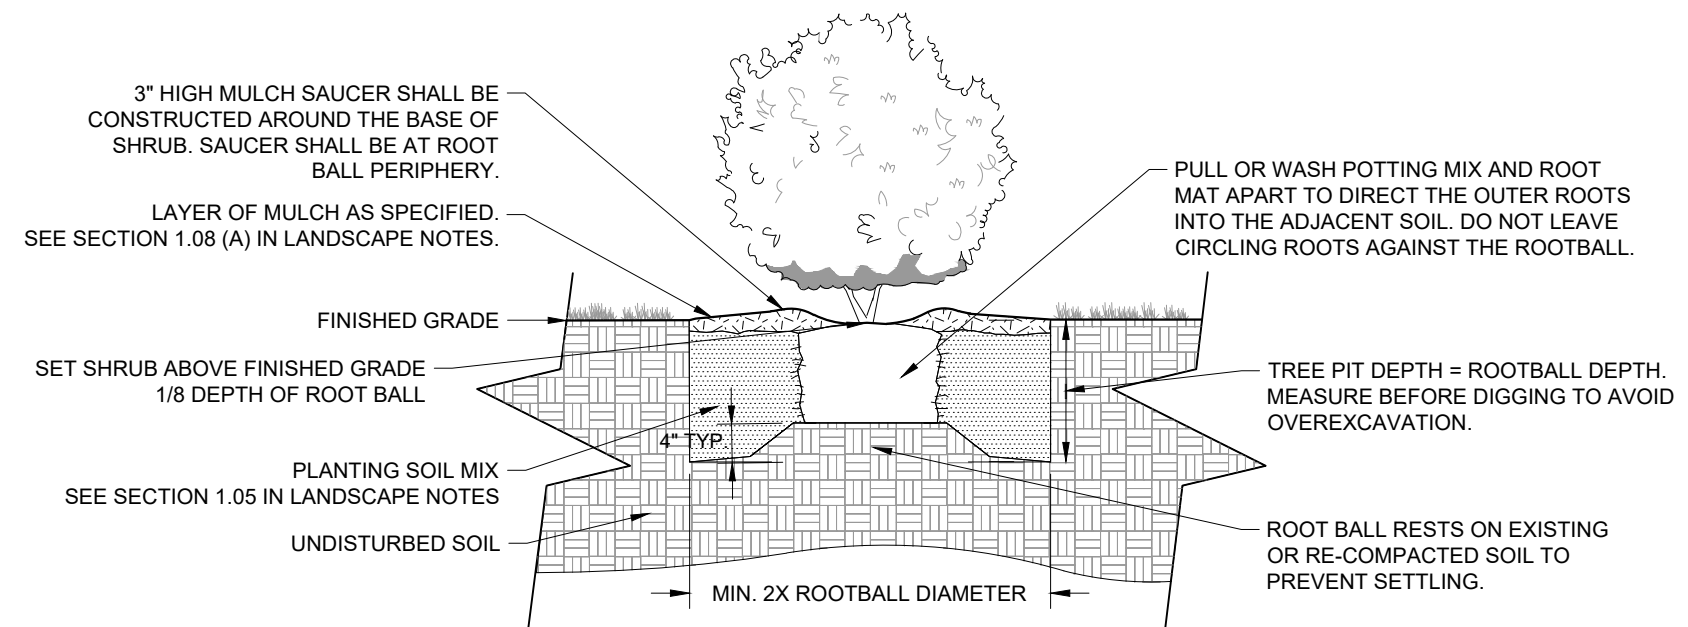 3" HIGH MULCH SAUCER SHALL BE
CONSTRUCTED AROUND THE BASE OF
SHRUB. SAUCER SHALL BE AT ROOT
BALL PERIPHERY.
LAYER OF MULCH AS SPECIFIED.
SEE SECTION 1.08 (A) IN LANDSCAPE NOTES.
FINISHED GRADE
SET SHRUB ABOVE FINISHED GRADE
1/8 DEPTH OF ROOT BALL
4" TYP.
PLANTING SOIL MIX
SEE SECTION 1.05 IN LANDSCAPE NOTES
UNDISTURBED SOIL
MIN. 2X ROOTBALL DIAMETER
PULL OR WASH POTTING MIX AND ROOT
MAT APART TO DIRECT THE OUTER ROOTS
INTO THE ADJACENT SOIL. DO NOT LEAVE
CIRCLING ROOTS AGAINST THE ROOTBALL.
TREE PIT DEPTH = ROOTBALL DEPTH.
MEASURE BEFORE DIGGING TO AVOID
OVEREXCAVATION.
ROOT BALL RESTS ON EXISTING
OR RE-COMPACTED SOIL TO
PREVENT SETTLING.